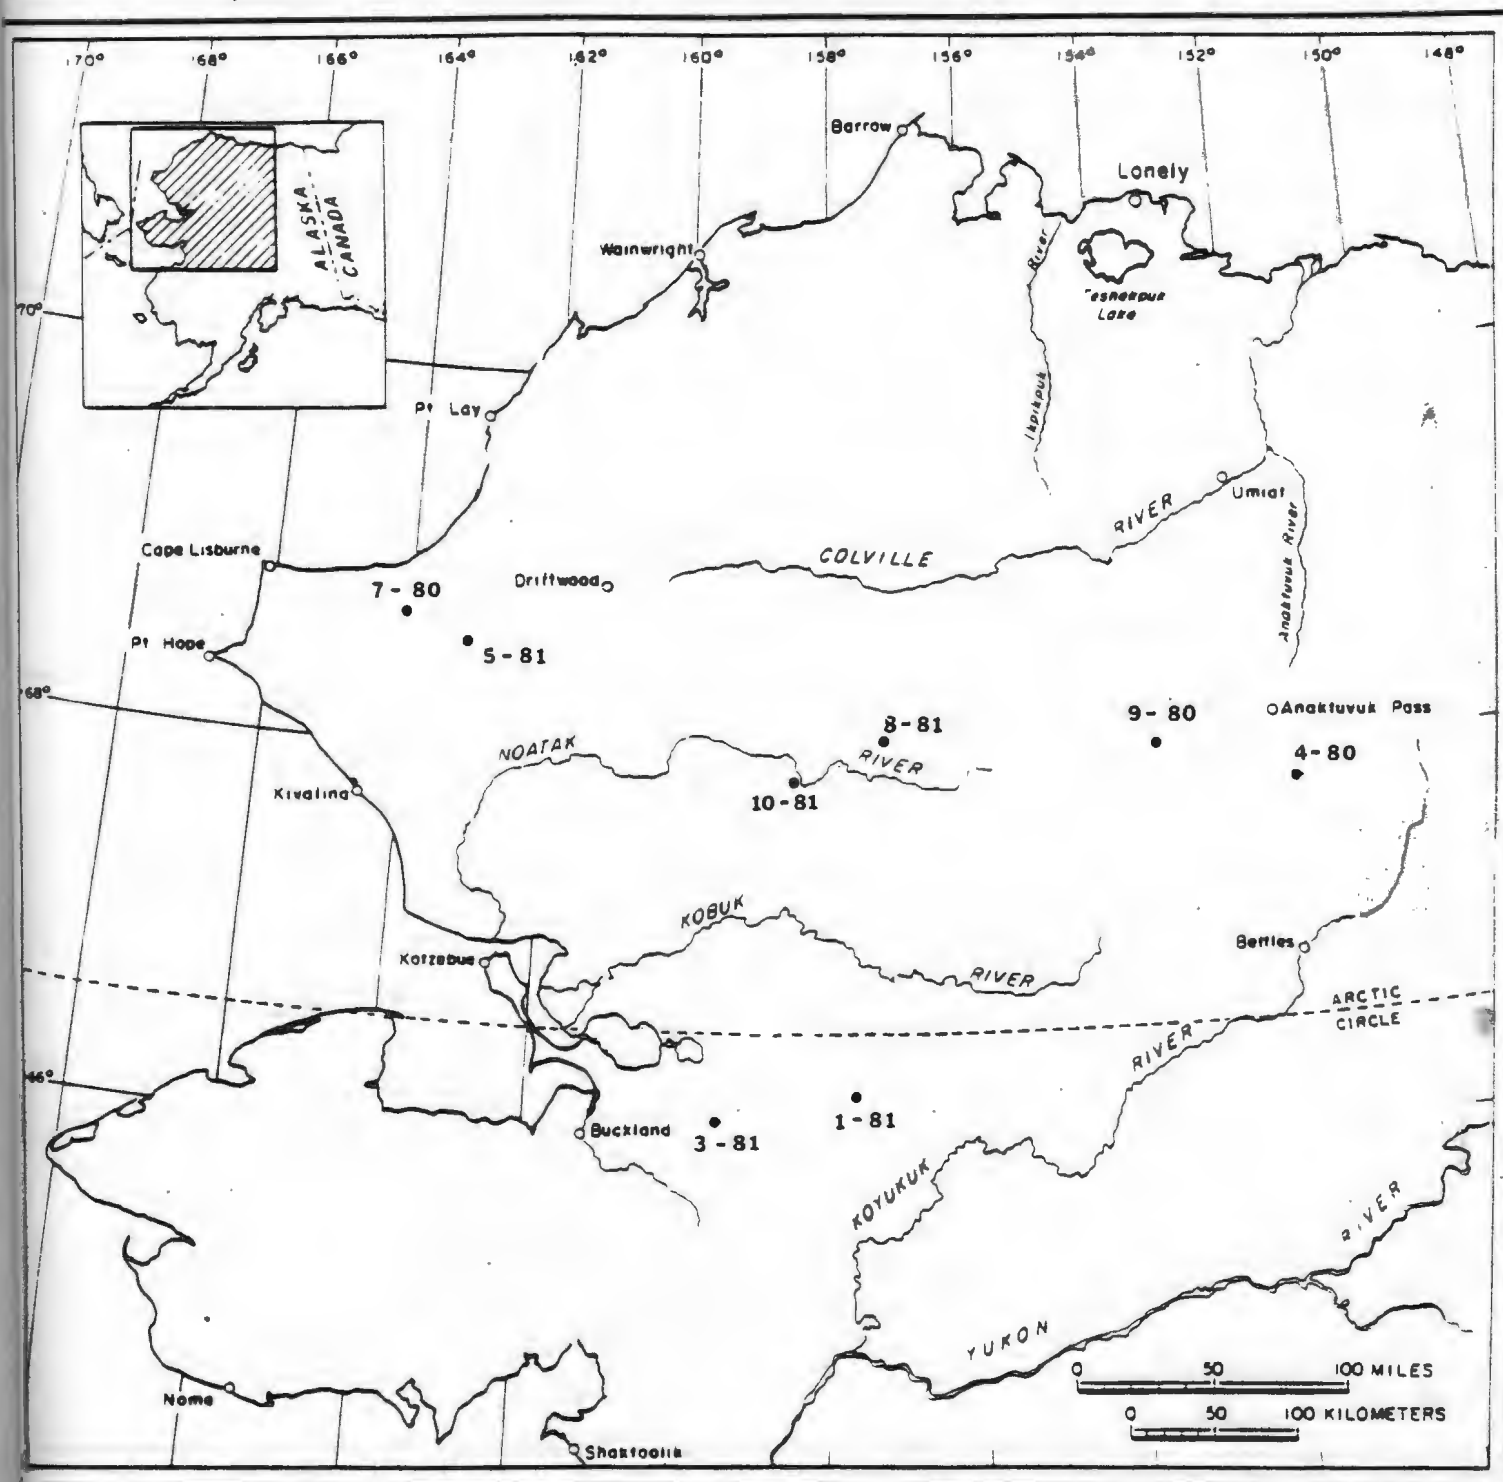 170° 168° 166° 164° 162° 160° 158° 156° 154° 152° 150° 148°
Barrow
Lonely
ALASKA
CANADA
Wainwright
River
Teshekpuk
Lake
70°
Ikpikpuk
Pt Lay
Umiat
RIVER
Anaktuvuk River
Cape Lisburne
COLVILLE
Driftwood
7-80
Pt Hope
5-81
68°
Anaktuvuk Pass
9-80
8-81
NOATAK
RIVER
4-80
10-81
Kivalina
KOBUK
Bettles
Kotzebue
RIVER
ARCTIC
CIRCLE
RIVER
66°
1-81
Buckland
3-81
KOYUKUK
RIVER
YUKON
0 50 100 MILES
Nome
0 50 100 KILOMETERS
Shaktoolik